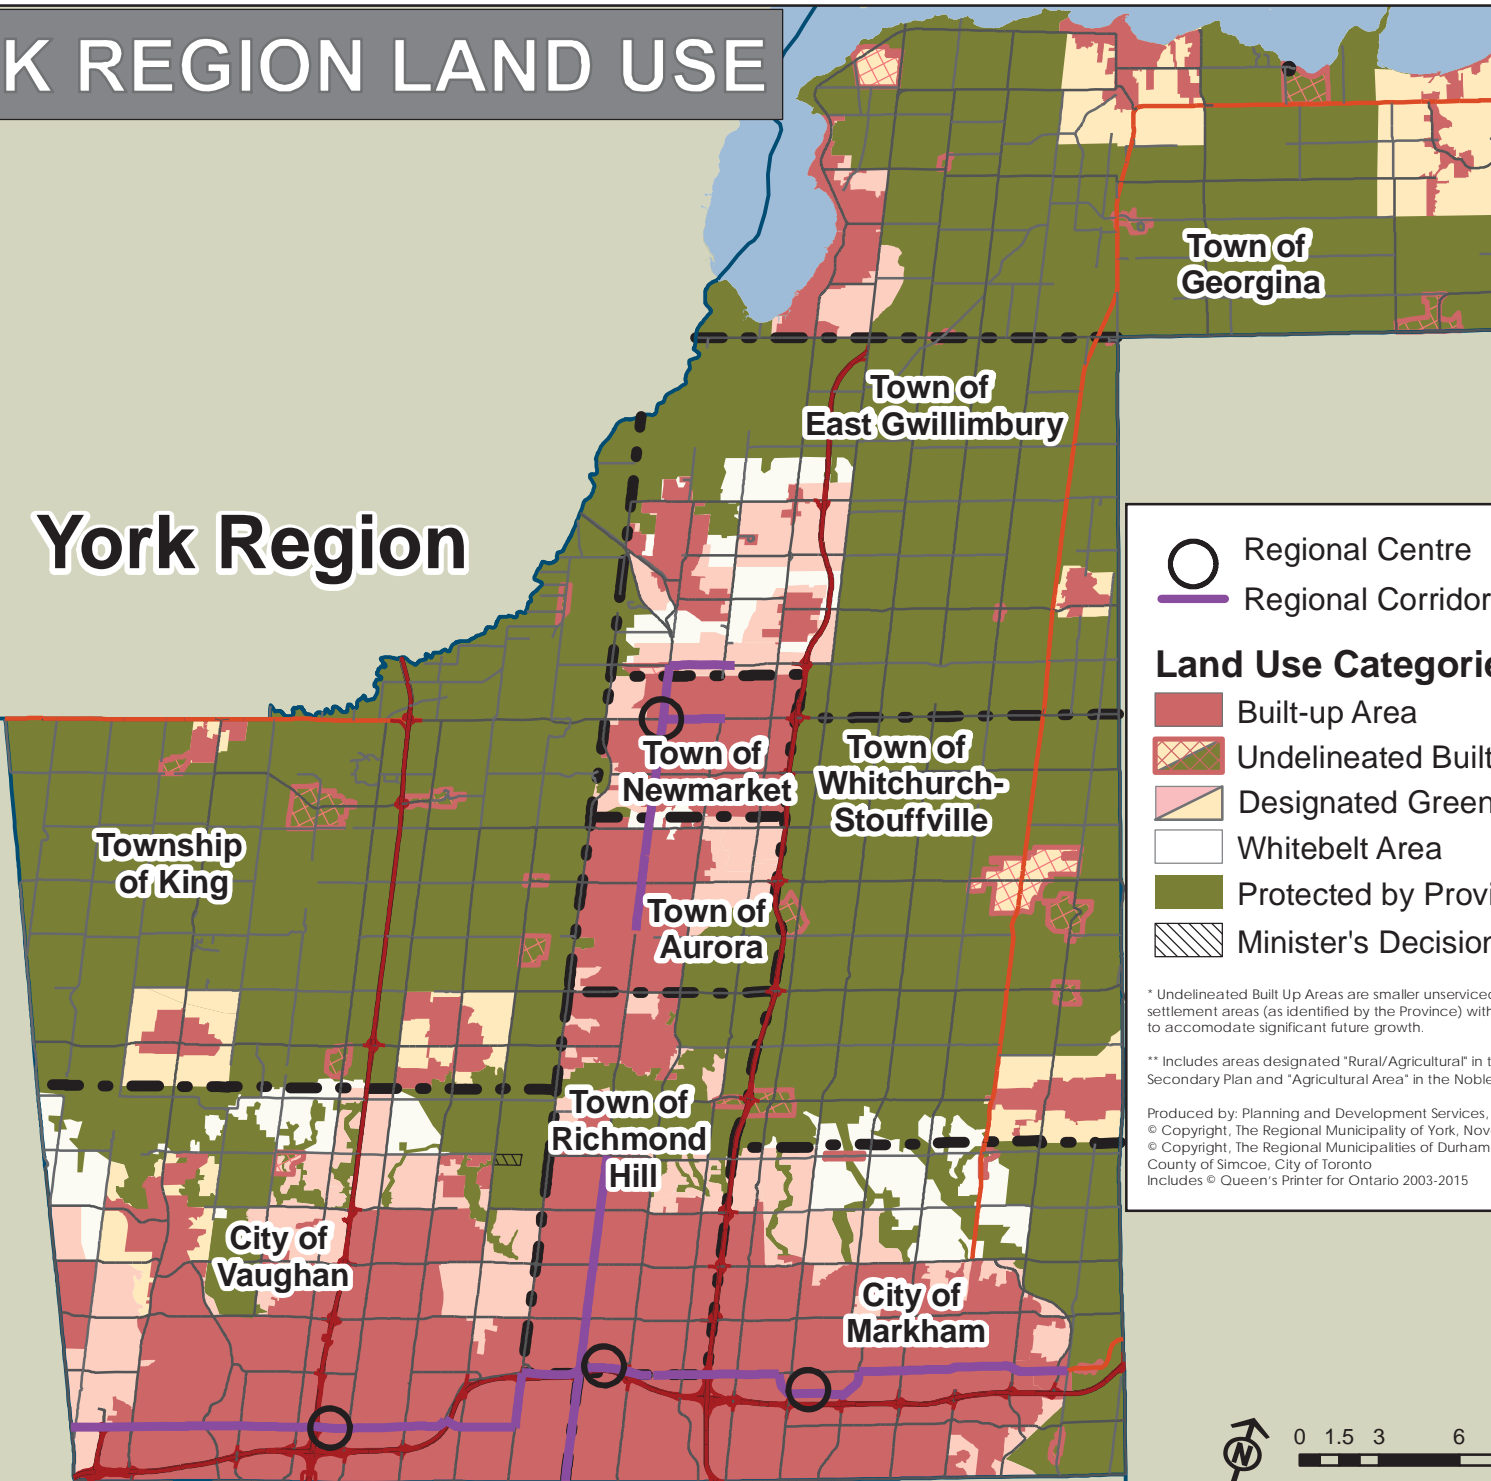 K REGION LAND USE
Town of
Georgina
Town of
East Gwillimbury
York Region
Regional Centre
Regional Corridor
Land Use Categorie
Built-up Area
Undelineated Built
Designated Green
Whitebelt Area
Protected by Provi
Minister's Decision
Town of
Newmarket
Town of
Whitchurch-
Stouffville
Township
of King
Town of
Aurora
* Undelineated Built Up Areas are smaller unserviced
settlement areas (as identified by the Province) with
to accomodate significant future growth.
** Includes areas designated "Rural/Agricultural" in t
Secondary Plan and "Agricultural Area" in the Noble
Produced by: Planning and Development Services,
© Copyright, The Regional Municipality of York, Nov
© Copyright, The Regional Municipalities of Durham
County of Simcoe, City of Toronto
Includes © Queen's Printer for Ontario 2003-2015
Town of
Richmond
Hill
City of
Vaughan
City of
Markham
N
0 1.5 3 6